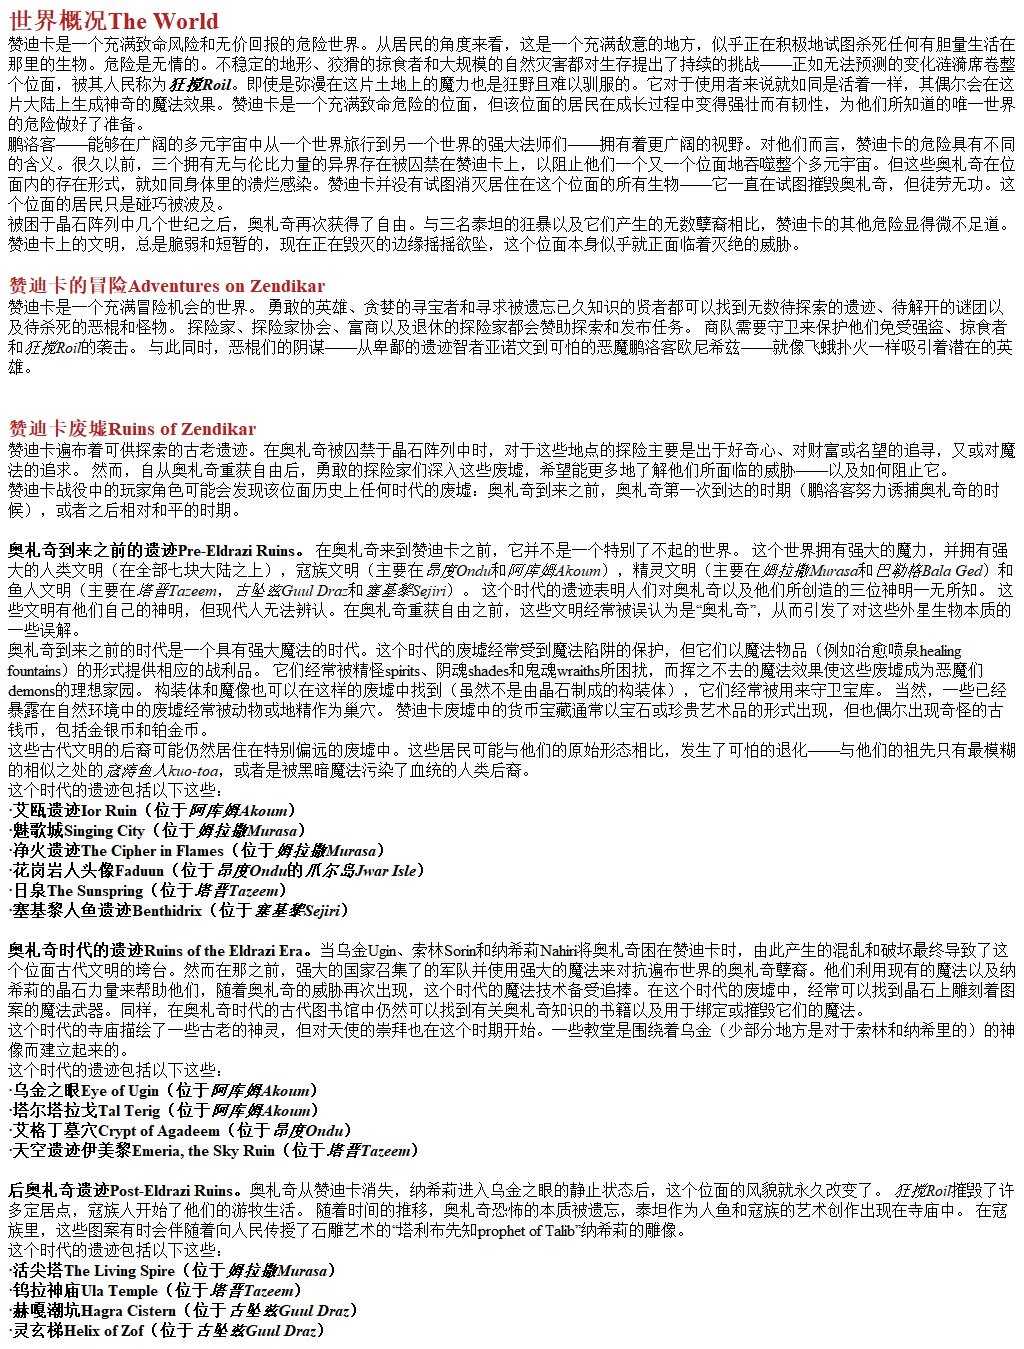 世界概况The World
赞迪卡是一个充满致命风险和无价回报的危险世界。从居民的角度来看，这是一个充满敌意的地方，似乎正在积极地试图杀死任何有胆量生活在
那里的生物。危险是无情的。不稳定的地形、狡猾的掠食者和大规模的自然灾害都对生存提出了持续的挑战——正如无法预测的变化涟漪席卷整
个位面，被其人民称为狂搅Roil。即使是弥漫在这片土地上的魔力也是狂野且难以驯服的。它对于使用者来说就如同是活着一样，其偶尔会在这
片大陆上生成神奇的魔法效果。赞迪卡是一个充满致命危险的位面，但该位面的居民在成长过程中变得强壮而有韧性，为他们所知道的唯一世界
的危险做好了准备。
鹏洛客——能够在广阔的多元宇宙中从一个世界旅行到另一个世界的强大法师们——拥有着更广阔的视野。对他们而言，赞迪卡的危险具有不同
的含义。很久以前，三个拥有无与伦比力量的异界存在被囚禁在赞迪卡上，以阻止他们一个又一个位面地吞噬整个多元宇宙。但这些奥札奇在位
面内的存在形式，就如同身体里的溃烂感染。赞迪卡并没有试图消灭居住在这个位面的所有生物——它一直在试图摧毁奥札奇，但徒劳无功。这
个位面的居民只是碰巧被波及。
被困于晶石阵列中几个世纪之后，奥札奇再次获得了自由。与三名泰坦的狂暴以及它们产生的无数孽裔相比，赞迪卡的其他危险显得微不足道。
赞迪卡上的文明，总是脆弱和短暂的，现在正在毁灭的边缘摇摇欲坠，这个位面本身似乎就正面临着灭绝的威胁。
赞迪卡的冒险Adventures on Zendikar
赞迪卡是一个充满冒险机会的世界。 勇敢的英雄、贪婪的寻宝者和寻求被遗忘已久知识的贤者都可以找到无数待探索的遗迹、待解开的谜团以
及待杀死的恶棍和怪物。 探险家、探险家协会、富商以及退休的探险家都会赞助探索和发布任务。 商队需要守卫来保护他们免受强盗、掠食者
和狂搅Roil的袭击。 与此同时，恶棍们的阴谋——从卑鄙的遗迹智者亚诺文到可怕的恶魔鹏洛客欧尼希兹——就像飞蛾扑火一样吸引着潜在的英
雄。
赞迪卡废墟Ruins of Zendikar
赞迪卡遍布着可供探索的古老遗迹。在奥札奇被囚禁于晶石阵列中时，对于这些地点的探险主要是出于好奇心、对财富或名望的追寻，又或对魔
法的追求。 然而，自从奥札奇重获自由后，勇敢的探险家们深入这些废墟，希望能更多地了解他们所面临的威胁——以及如何阻止它。
赞迪卡战役中的玩家角色可能会发现该位面历史上任何时代的废墟：奥札奇到来之前，奥札奇第一次到达的时期（鹏洛客努力诱捕奥札奇的时
候），或者之后相对和平的时期。
奥札奇到来之前的遗迹Pre-Eldrazi Ruins。 在奥札奇来到赞迪卡之前，它并不是一个特别了不起的世界。 这个世界拥有强大的魔力，并拥有强
大的人类文明（在全部七块大陆之上），寇族文明（主要在昂度Ondu和阿库姆Akoum），精灵文明（主要在姆拉撒Murasa和巴勒格Bala Ged）和
鱼人文明（主要在塔晋Tazeem，古坠兹Guul Draz和塞基黎Sejiri）。 这个时代的遗迹表明人们对奥札奇以及他们所创造的三位神明一无所知。 这
些文明有他们自己的神明，但现代人无法辨认。在奥札奇重获自由之前，这些文明经常被误认为是“奥札奇”，从而引发了对这些外星生物本质的
一些误解。
奥札奇到来之前的时代是一个具有强大魔法的时代。这个时代的废墟经常受到魔法陷阱的保护，但它们以魔法物品（例如治愈喷泉healing
fountains）的形式提供相应的战利品。 它们经常被精怪spirits、阴魂shades和鬼魂wraiths所困扰，而挥之不去的魔法效果使这些废墟成为恶魔们
demons的理想家园。 构装体和魔像也可以在这样的废墟中找到（虽然不是由晶石制成的构装体），它们经常被用来守卫宝库。 当然，一些已经
暴露在自然环境中的废墟经常被动物或地精作为巢穴。 赞迪卡废墟中的货币宝藏通常以宝石或珍贵艺术品的形式出现，但也偶尔出现奇怪的古
钱币，包括金银币和铂金币。
这些古代文明的后裔可能仍然居住在特别偏远的废墟中。这些居民可能与他们的原始形态相比，发生了可怕的退化——与他们的祖先只有最模糊
的相似之处的寇涛鱼人kuo-toa，或者是被黑暗魔法污染了血统的人类后裔。
这个时代的遗迹包括以下这些：
·艾瓯遗迹Ior Ruin（位于阿库姆Akoum）
·魅歌城Singing City（位于姆拉撒Murasa）
·净火遗迹The Cipher in Flames（位于姆拉撒Murasa）
·花岗岩人头像Faduun（位于昂度Ondu的爪尔岛Jwar Isle）
·日泉The Sunspring（位于塔晋Tazeem）
·塞基黎人鱼遗迹Benthidrix（位于塞基黎Sejiri）
奥札奇时代的遗迹Ruins of the Eldrazi Era。当乌金Ugin、索林Sorin和纳希莉Nahiri将奥札奇困在赞迪卡时，由此产生的混乱和破坏最终导致了这
个位面古代文明的垮台。然而在那之前，强大的国家召集了的军队并使用强大的魔法来对抗遍布世界的奥札奇孽裔。他们利用现有的魔法以及纳
希莉的晶石力量来帮助他们，随着奥札奇的威胁再次出现，这个时代的魔法技术备受追捧。在这个时代的废墟中，经常可以找到晶石上雕刻着图
案的魔法武器。同样，在奥札奇时代的古代图书馆中仍然可以找到有关奥札奇知识的书籍以及用于绑定或摧毁它们的魔法。
这个时代的寺庙描绘了一些古老的神灵，但对天使的崇拜也在这个时期开始。一些教堂是围绕着乌金（少部分地方是对于索林和纳希里的）的神
像而建立起来的。
这个时代的遗迹包括以下这些：
·乌金之眼Eye of Ugin（位于阿库姆Akoum）
·塔尔塔拉戈Tal Terig（位于阿库姆Akoum）
·艾格丁墓穴Crypt of Agadeem（位于昂度Ondu）
·天空遗迹伊美黎Emeria, the Sky Ruin（位于塔晋Tazeem）
后奥札奇遗迹Post-Eldrazi Ruins。奥札奇从赞迪卡消失，纳希莉进入乌金之眼的静止状态后，这个位面的风貌就永久改变了。 狂搅Roil摧毁了许
多定居点，寇族人开始了他们的游牧生活。 随着时间的推移，奥札奇恐怖的本质被遗忘，泰坦作为人鱼和寇族的艺术创作出现在寺庙中。 在寇
族里，这些图案有时会伴随着向人民传授了石雕艺术的“塔利布先知prophet of Talib”纳希莉的雕像。
这个时代的遗迹包括以下这些：
·活尖塔The Living Spire（位于姆拉撒Murasa）
·钨拉神庙Ula Temple（位于塔晋Tazeem）
·赫嘎潮坑Hagra Cistern（位于古坠兹Guul Draz）
·灵玄梯Helix of Zof（位于古坠兹Guul Draz）